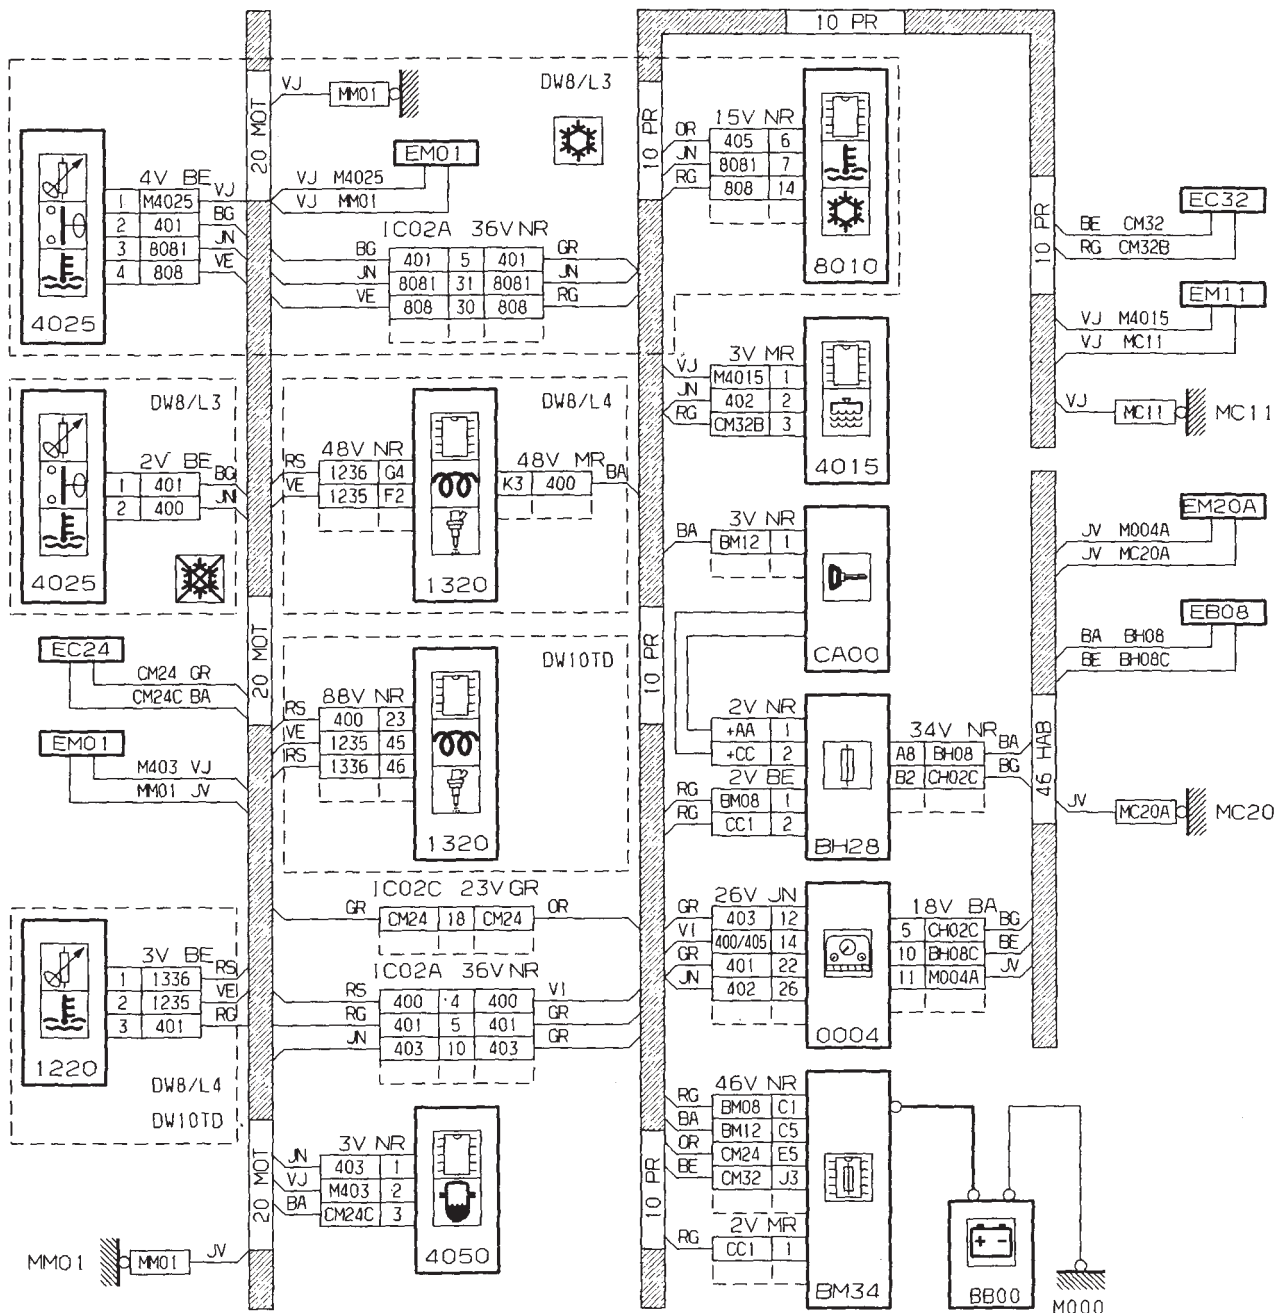 10 PR
20 MOT
VJ
MM01
DW8/L3
EM01
VJ M4025
VJ MM01
4V BE
1 M4025 VJ
2 401 BG
3 8081 JN
4 808 VE
4025
IC02A 36V NR
BG 401 5 401 GR
JN 8081 31 8081 JN
VE 808 30 808 RG
10 PR
15V NR
OR 405 6
JN 8081 7
RG 808 14
8010
10 PR
EC32
BE CM32
RG CM32B
EM11
VJ M4015
VJ MC11
VJ MC11 MC11
3V MR
VJ M4015 1
JN 402 2
RG CM32B 3
4015
DW8/L3
2V BE
1 401 BG
2 400 JN
4025
DW8/L4
48V NR
RS 1236 G4
VE 1235 F2
1320
48V MR
K3 400 BA
3V NR
BA BM12 1
CA00
EM20A
JV M004A
JV MC20A
EB08
BA BH08
BE BH08C
EC24
CM24 GR
CM24C BA
EM01
M403 VJ
MM01 JV
20 MOT
DW10TD
88V NR
RS 400 23
VE 1235 45
RS 1336 46
1320
10 PR
2V NR
+AA 1
+CC 2
2V BE
RG BM08 1
RG CC1 2
BH28
34V NR
A8 BH08 BA
B2 CH02C BG
46 HAB
JV MC20A MC20
IC02C 23V GR
GR CM24 18 CM24 OR
IC02A 36V NR
RS 400 4 400 VI
RG 401 5 401 GR
JN 403 10 403 GR
26V JN
GR 403 12
VI 400/405 14
GR 401 22
JN 402 26
0004
18V BA
5 CH02C BG
10 BH08C BE
11 M004A JV
3V BE
1 1336 RS
2 1235 VE
3 401 RG
1220
DW8/L4
DW10TD
20 MOT
3V NR
JN 403 1
VJ M403 2
BA CM24C 3
4050
MM01 MM01 JV
10 PR
46V NR
RG BM08 C1
BA BM12 C5
OR CM24 E5
BE CM32 J3
2V MR
RG CC1 1
BM34
+ -
BB00
M000